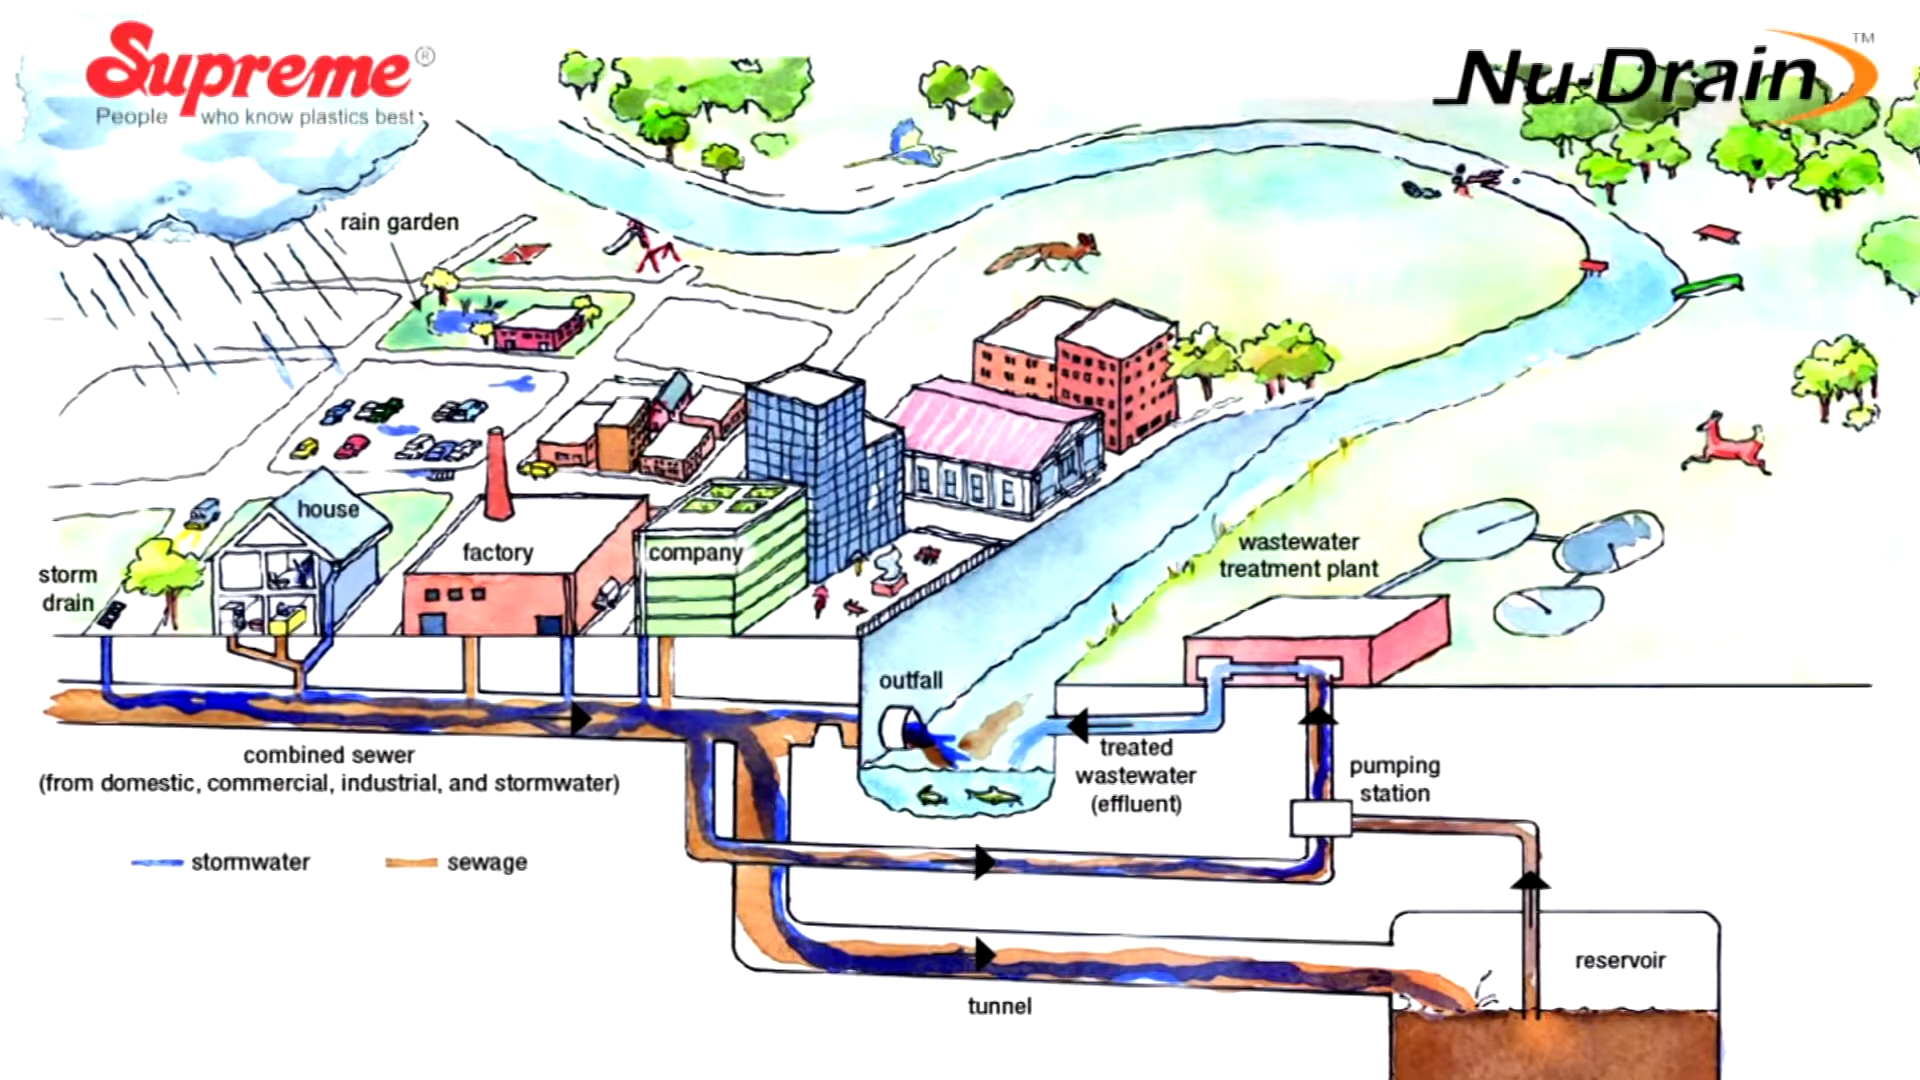 Supreme®
People who know plastics best
Nu-Drain™
rain garden
house
storm
drain
factory
company
wastewater
treatment plant
outfall
combined sewer
(from domestic, commercial, industrial, and stormwater)
treated
wastewater
(effluent)
pumping
station
stormwater
sewage
reservoir
tunnel